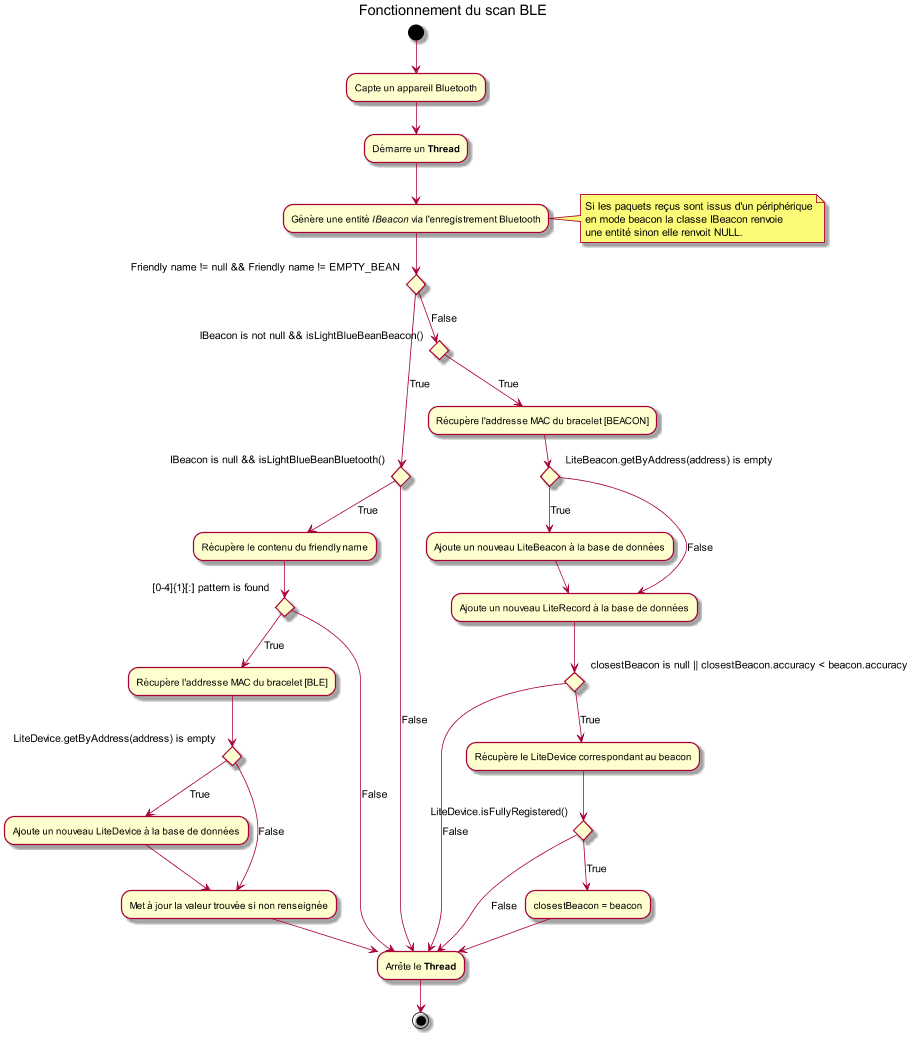 Fonctionnement du scan BLE
Capte un appareil Bluetooth
Démarre un Thread
Génère une entité IBeacon via l'enregistrement Bluetooth
Si les paquets reçus sont issus d'un périphérique
en mode beacon la classe IBeacon renvoie
une entité sinon elle renvoit NULL.
Friendly name != null && Friendly name != EMPTY_BEAN
False
IBeacon is not null && isLightBlueBeanBeacon()
True
True
Récupère l'addresse MAC du bracelet [BEACON]
IBeacon is null && isLightBlueBeanBluetooth()
LiteBeacon.getByAddress(address) is empty
True
True
Récupère le contenu du friendly name
Ajoute un nouveau LiteBeacon à la base de données
False
[0-4]{1}[:] pattern is found
Ajoute un nouveau LiteRecord à la base de données
True
closestBeacon is null || closestBeacon.accuracy < beacon.accuracy
Récupère l'addresse MAC du bracelet [BLE]
False
True
LiteDevice.getByAddress(address) is empty
Récupère le LiteDevice correspondant au beacon
True
False
LiteDevice.isFullyRegistered()
Ajoute un nouveau LiteDevice à la base de données
False
False
True
Met à jour la valeur trouvée si non renseignée
False
closestBeacon = beacon
Arrête le Thread